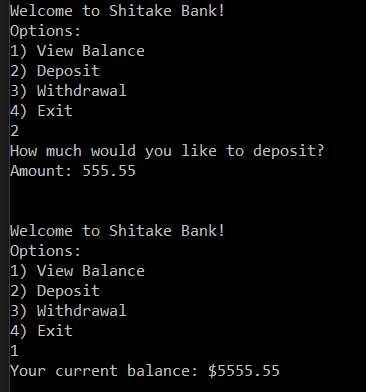 Welcome to Shitake Bank!
Options:
1) View Balance
2) Deposit
3) Withdrawal
4) Exit
2
How much would you like to deposit?
Amount: 555.55
Welcome to Shitake Bank!
Options:
1) View Balance
2) Deposit
3) Withdrawal
4) Exit
1
Your current balance: $5555.55